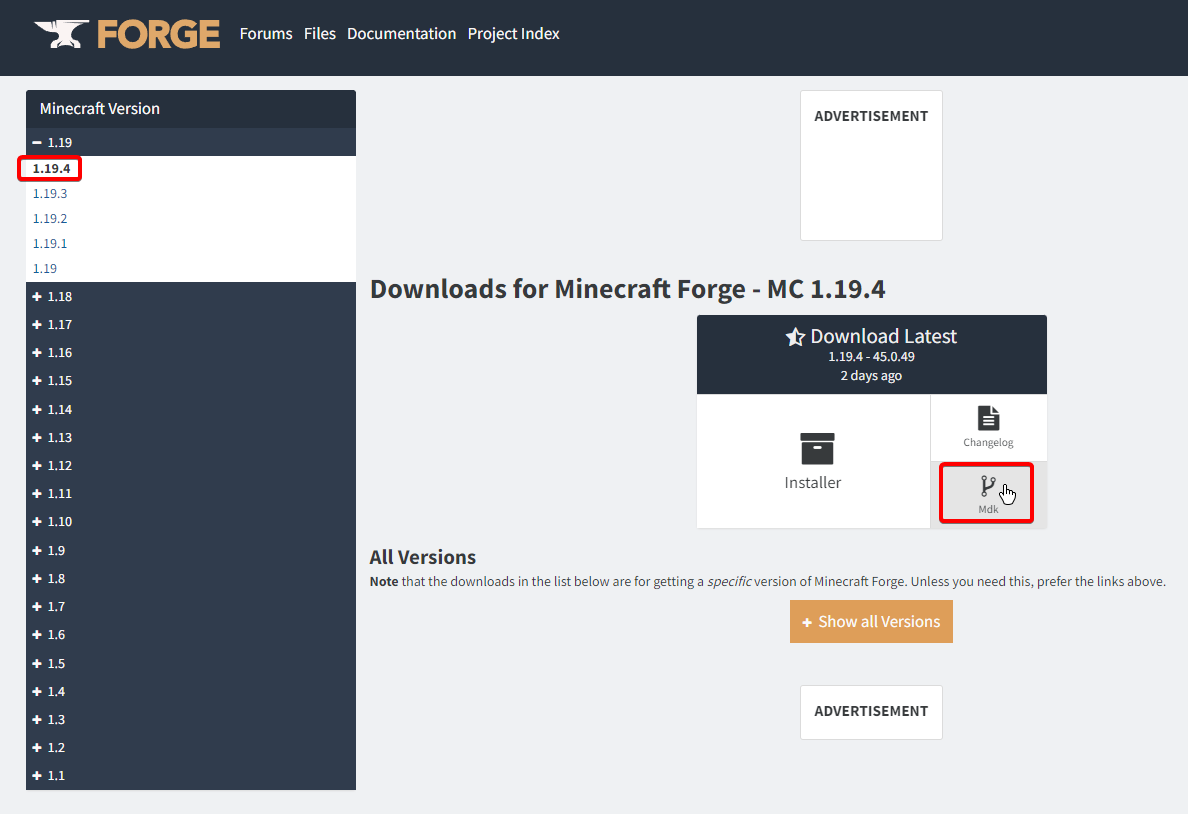 FORGE
Forums Files Documentation Project Index
Minecraft Version
1.19
1.19.4
1.19.3
1.19.2
1.19.1
1.19
1.18
1.17
1.16
1.15
1.14
1.13
1.12
1.11
1.10
1.9
1.8
1.7
1.6
1.5
1.4
1.3
1.2
1.1
ADVERTISEMENT
Downloads for Minecraft Forge - MC 1.19.4
Download Latest
1.19.4 - 45.0.49
2 days ago
Installer
Changelog
Mdk
All Versions
Note that the downloads in the list below are for getting a specific version of Minecraft Forge. Unless you need this, prefer the links above.
Show all Versions
ADVERTISEMENT